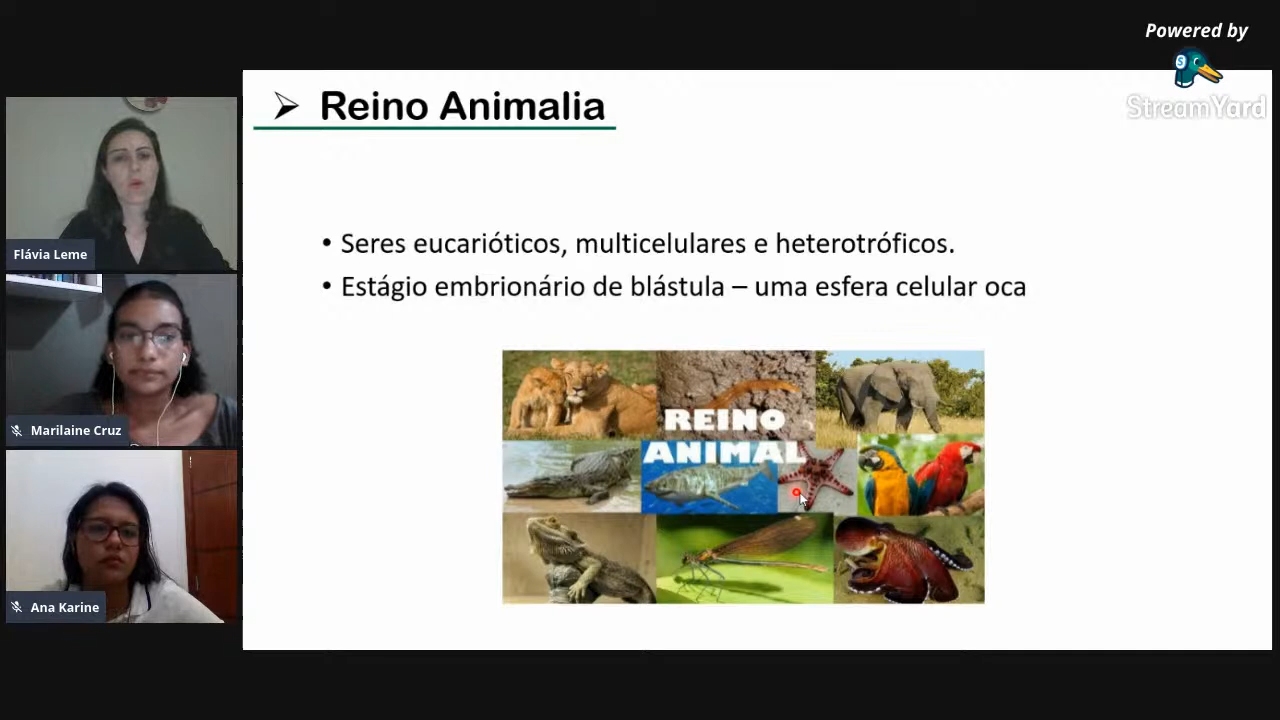 Powered by
StreamYard
Reino Animalia
• Seres eucarióticos, multicelulares e heterotróficos.
• Estágio embrionário de blástula – uma esfera celular oca
REINO
ANIMAL
Flávia Leme
Marilaine Cruz
Ana Karine